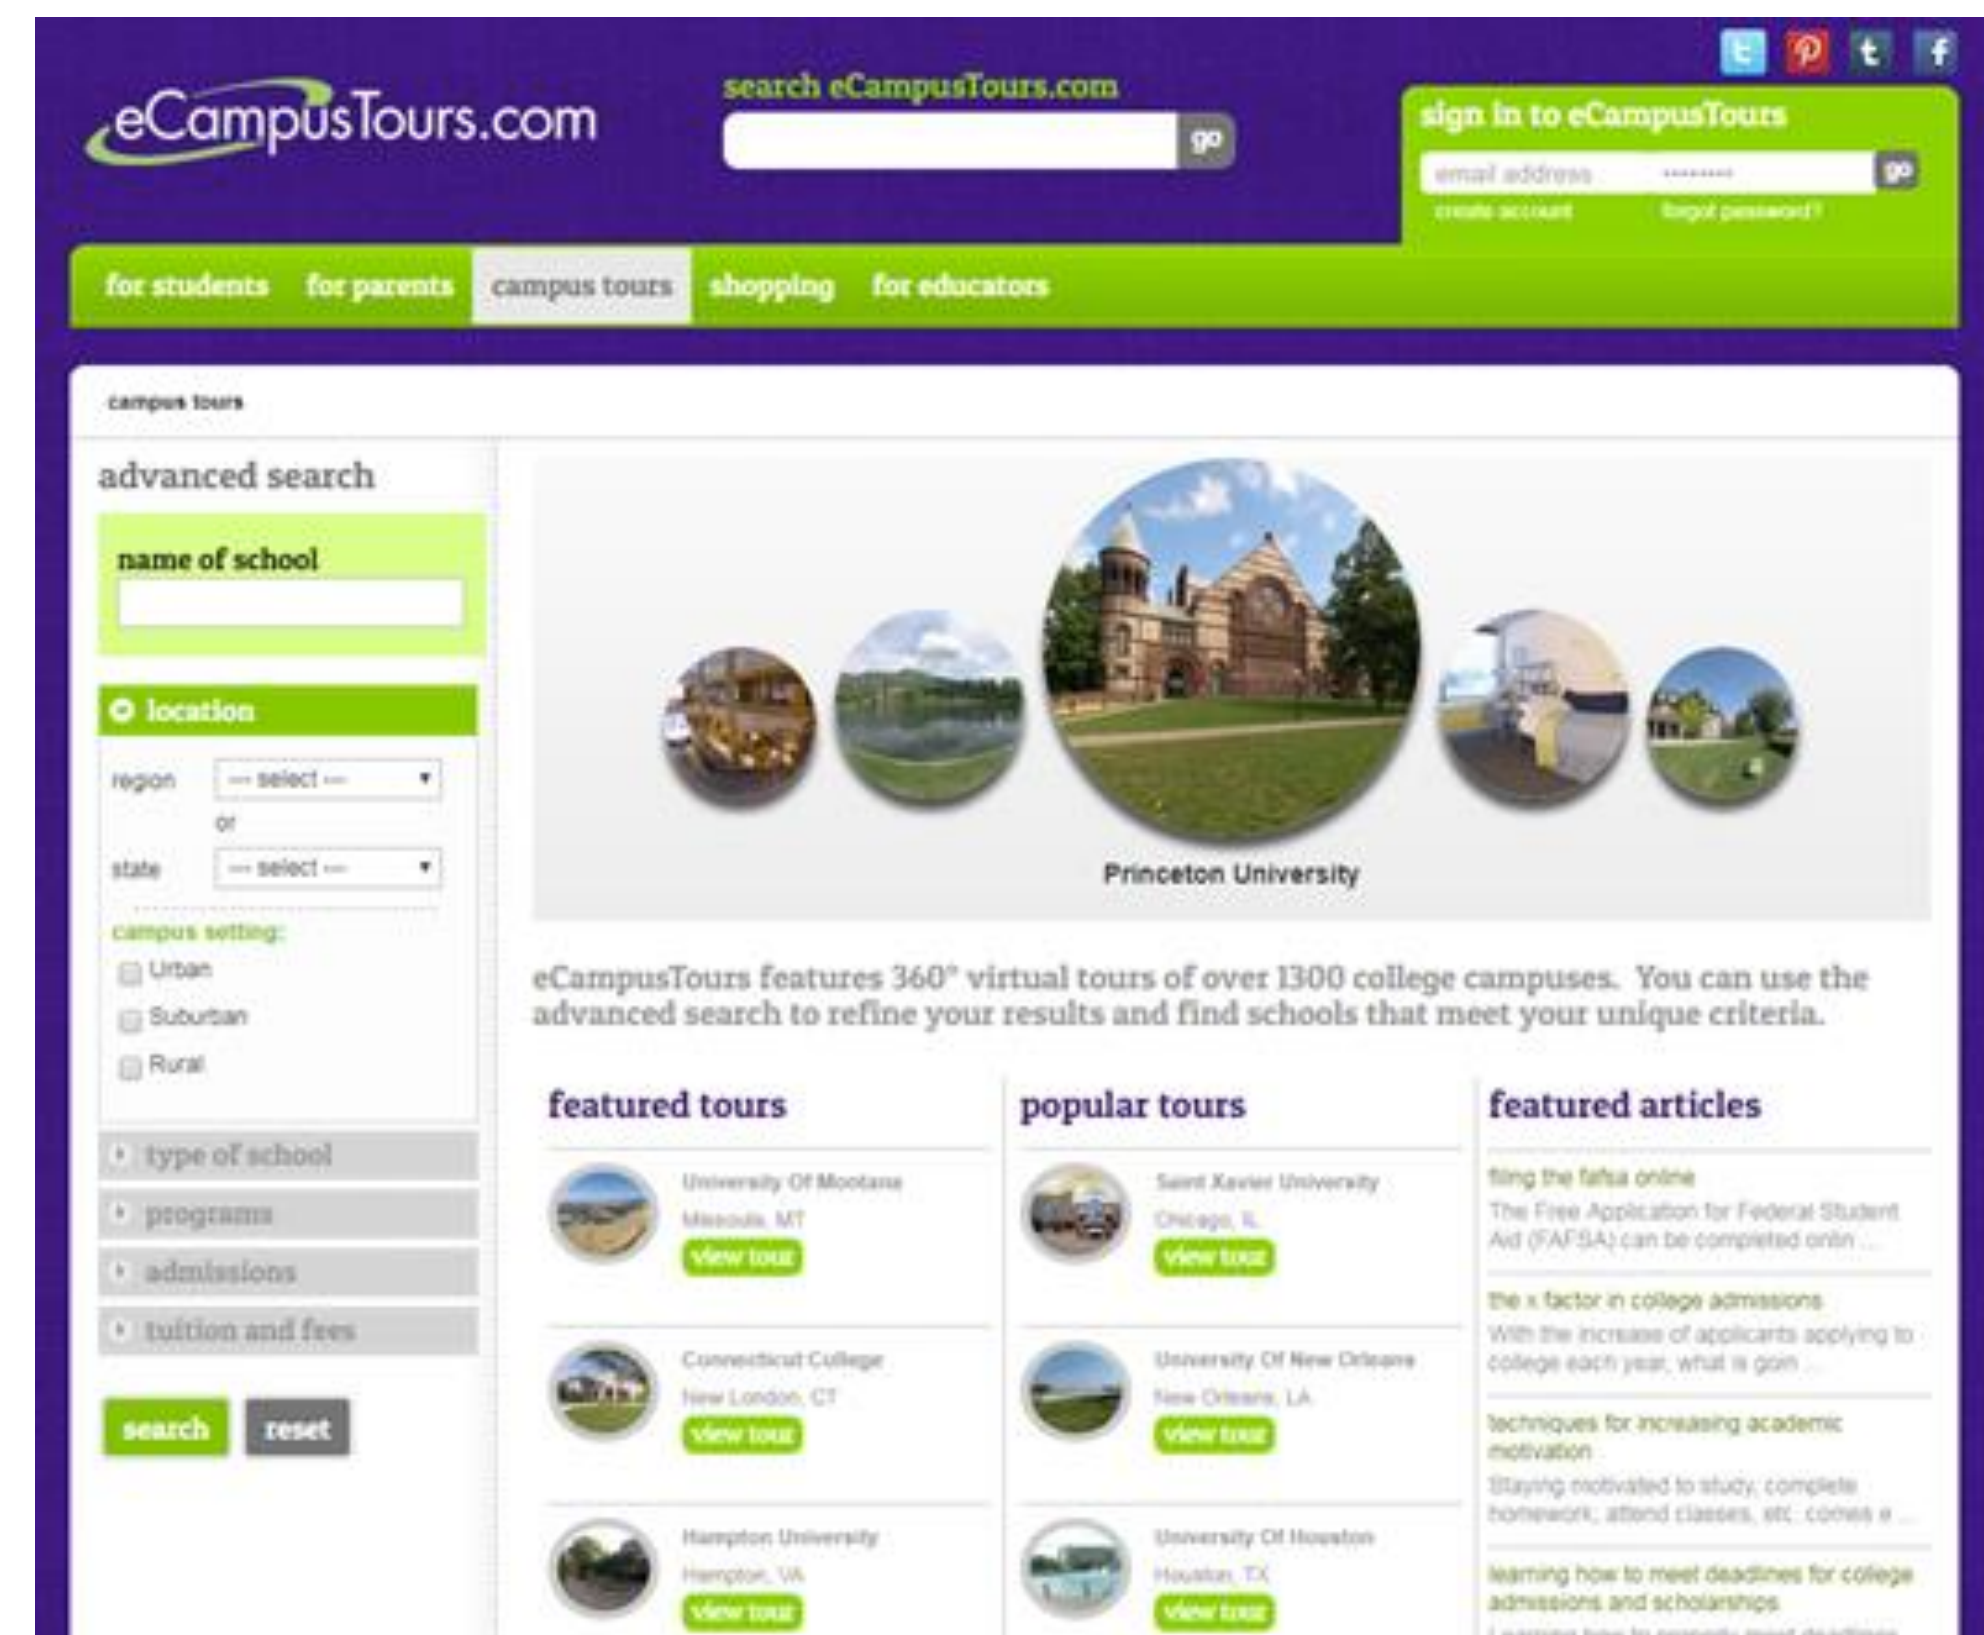 eCampusTours.com
search eCampusTours.com
go
sign in to eCampusTours
email address ········ go
create account forgot password?
for students for parents campus tours shopping for educators
campus tours
advanced search
name of school
location
region --- select ---
or
state --- select ---
campus setting:
Urban
Suburban
Rural
type of school
programs
admissions
tuition and fees
search reset
Princeton University
eCampusTours features 360° virtual tours of over 1300 college campuses. You can use the
advanced search to refine your results and find schools that meet your unique criteria.
featured tours
University Of Montana
Missoula, MT
view tour
Connecticut College
New London, CT
view tour
Hampton University
Hampton, VA
view tour
popular tours
Saint Xavier University
Chicago, IL
view tour
University Of New Orleans
New Orleans, LA
view tour
University Of Houston
Houston, TX
view tour
featured articles
filing the fafsa online
The Free Application for Federal Student
Aid (FAFSA) can be completed onlin ...
the x factor in college admissions
With the increase of applicants applying to
college each year, what is goin ...
techniques for increasing academic
motivation
Staying motivated to study, complete
homework, attend classes, etc. comes e ...
learning how to meet deadlines for college
admissions and scholarships
Learning how to properly meet deadlines